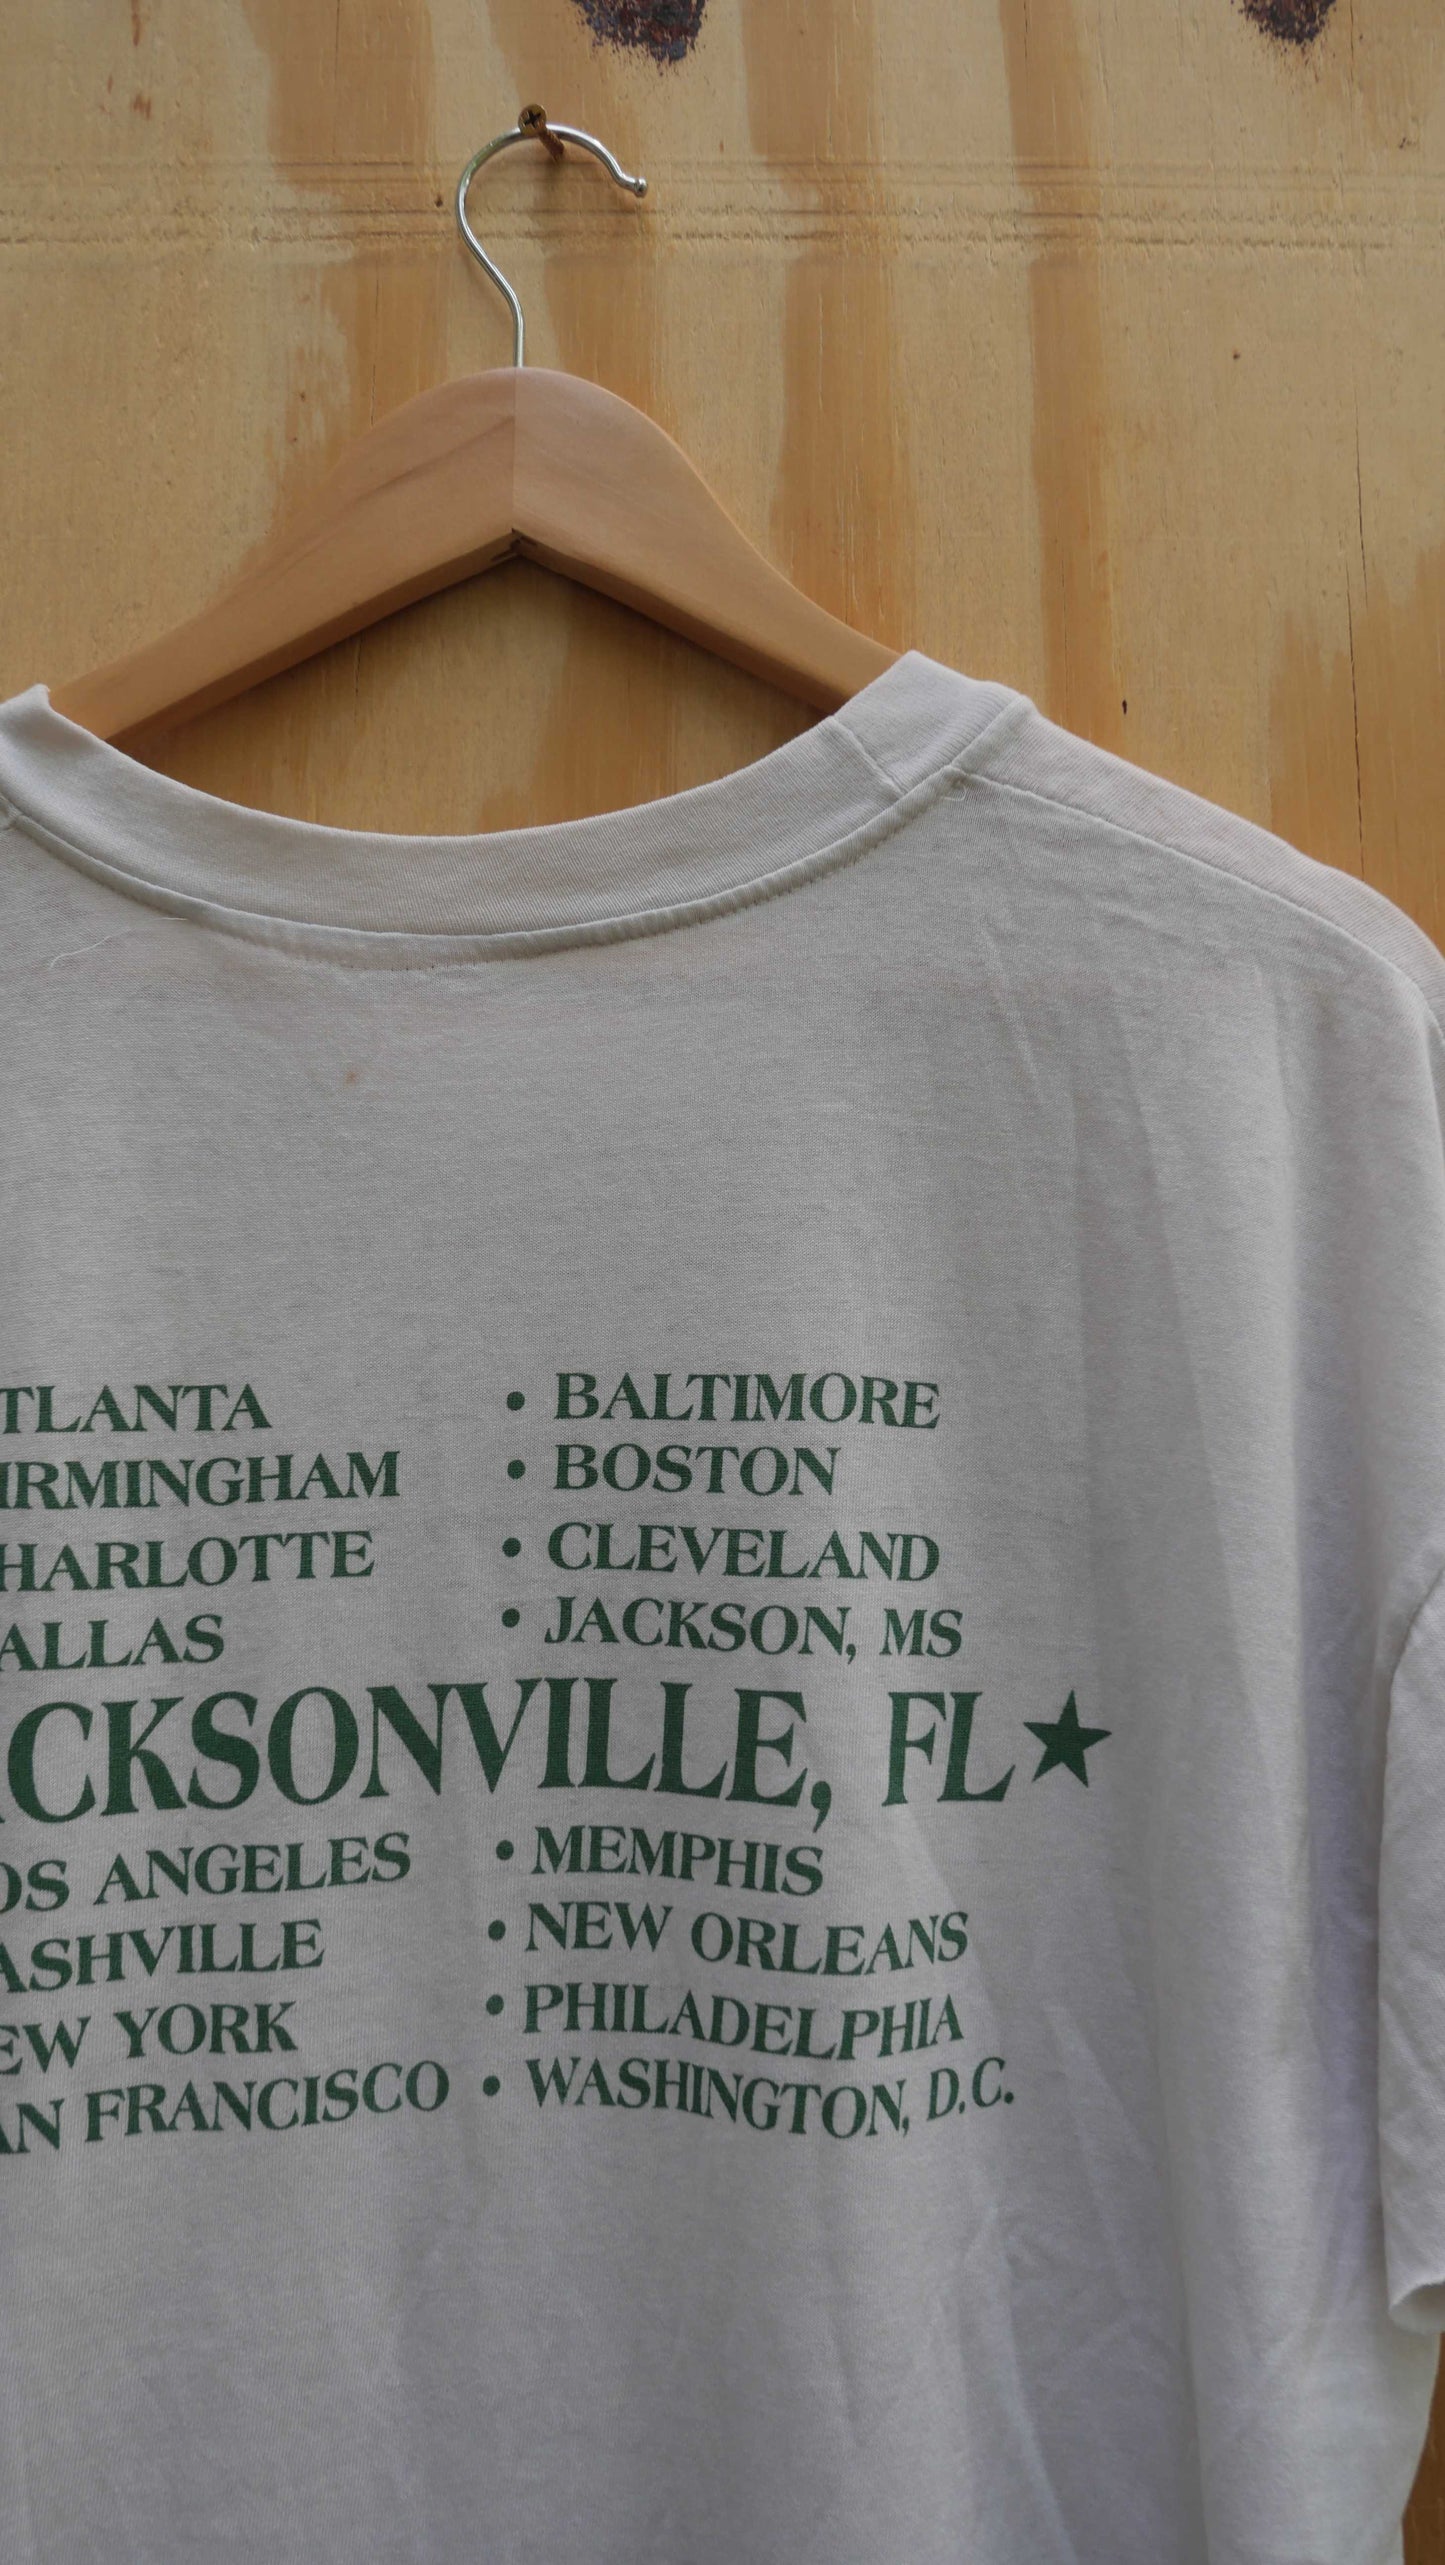 TLANTA • BALTIMORE
IRMINGHAM • BOSTON
HARLOTTE • CLEVELAND
ALLAS • JACKSON, MS
CKSONVILLE, FL★
OS ANGELES • MEMPHIS
ASHVILLE • NEW ORLEANS
EW YORK • PHILADELPHIA
AN FRANCISCO • WASHINGTON, D.C.